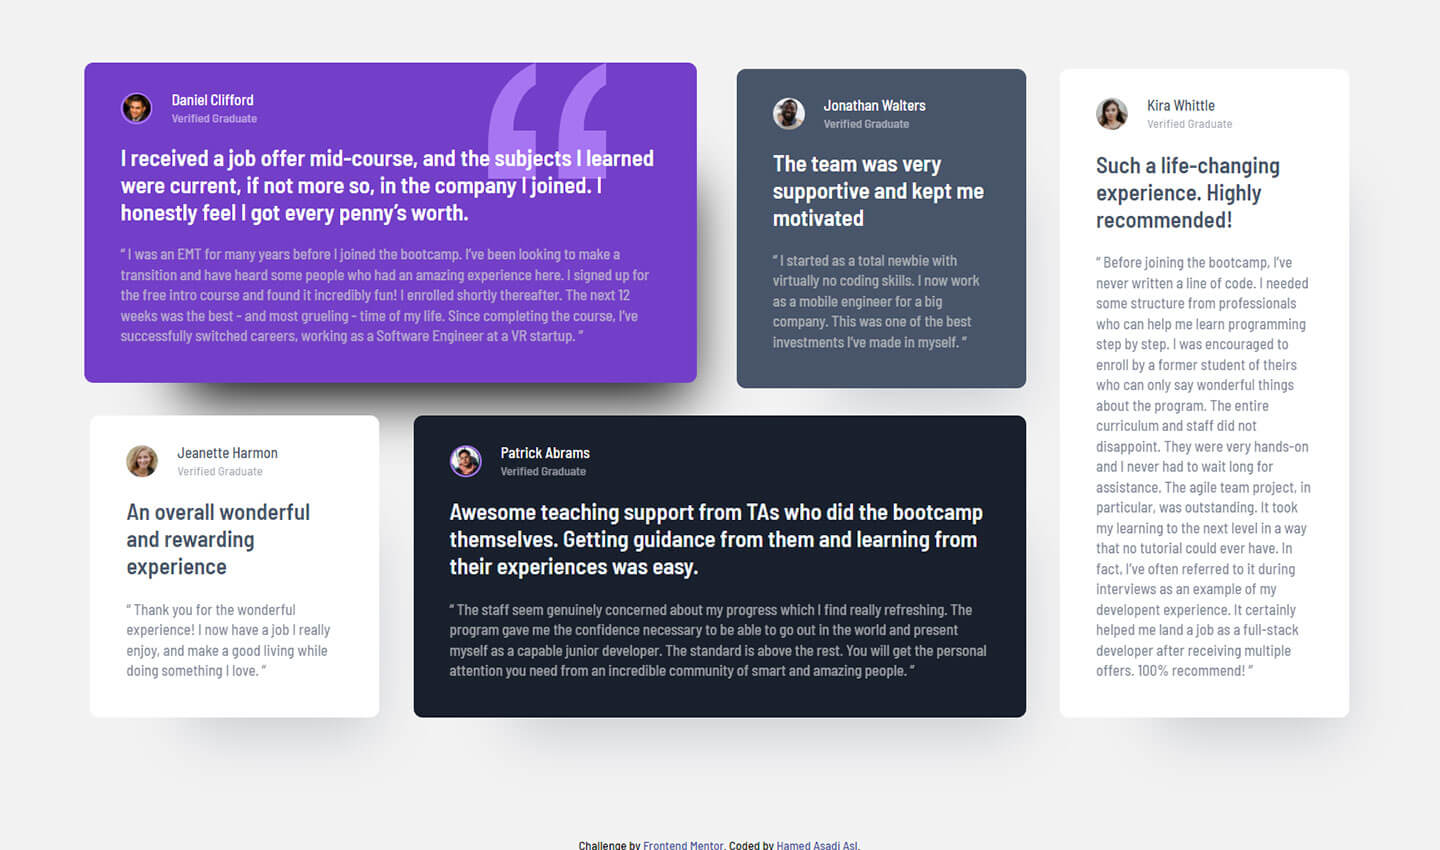 Daniel Clifford
Verified Graduate
I received a job offer mid-course, and the subjects I learned
were current, if not more so, in the company I joined. I
honestly feel I got every penny’s worth.
“ I was an EMT for many years before I joined the bootcamp. I’ve been looking to make a
transition and have heard some people who had an amazing experience here. I signed up for
the free intro course and found it incredibly fun! I enrolled shortly thereafter. The next 12
weeks was the best - and most grueling - time of my life. Since completing the course, I’ve
successfully switched careers, working as a Software Engineer at a VR startup. ”
Jonathan Walters
Verified Graduate
The team was very
supportive and kept me
motivated
“ I started as a total newbie with
virtually no coding skills. I now work
as a mobile engineer for a big
company. This was one of the best
investments I’ve made in myself. ”
Kira Whittle
Verified Graduate
Such a life-changing
experience. Highly
recommended!
“ Before joining the bootcamp, I’ve
never written a line of code. I needed
some structure from professionals
who can help me learn programming
step by step. I was encouraged to
enroll by a former student of theirs
who can only say wonderful things
about the program. The entire
curriculum and staff did not
disappoint. They were very hands-on
and I never had to wait long for
assistance. The agile team project, in
particular, was outstanding. It took
my learning to the next level in a way
that no tutorial could ever have. In
fact, I’ve often referred to it during
interviews as an example of my
developent experience. It certainly
helped me land a job as a full-stack
developer after receiving multiple
offers. 100% recommend! ”
Jeanette Harmon
Verified Graduate
An overall wonderful
and rewarding
experience
“ Thank you for the wonderful
experience! I now have a job I really
enjoy, and make a good living while
doing something I love. ”
Patrick Abrams
Verified Graduate
Awesome teaching support from TAs who did the bootcamp
themselves. Getting guidance from them and learning from
their experiences was easy.
“ The staff seem genuinely concerned about my progress which I find really refreshing. The
program gave me the confidence necessary to be able to go out in the world and present
myself as a capable junior developer. The standard is above the rest. You will get the personal
attention you need from an incredible community of smart and amazing people. ”
Challenge by Frontend Mentor. Coded by Hamed Asadi Asl.